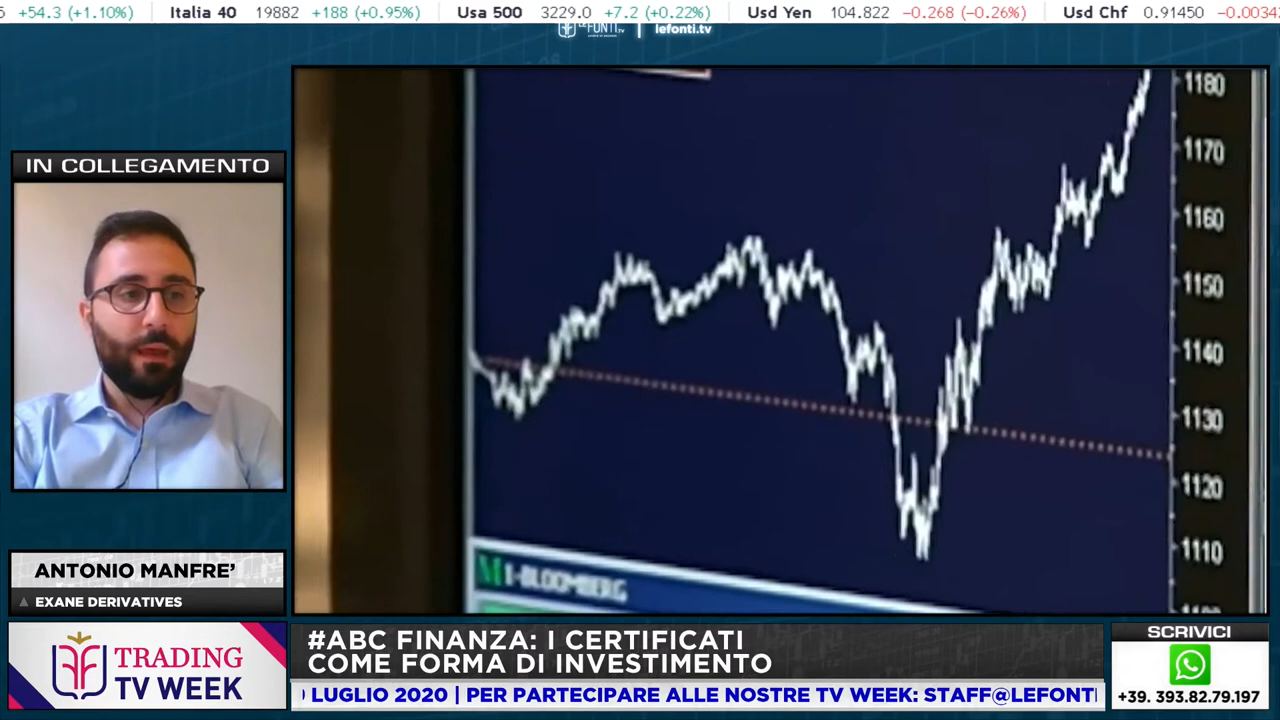 +54.3 (+1.10%) Italia 40 19882 +188 (+0.95%) Usa 500 3229.0 +7.2 (+0.22%) Usd Yen 104.822 −0.268 (−0.26%) Usd Chf 0.91450
lefonti.tv
IN COLLEGAMENTO
1180
1170
1160
1150
1140
1130
1120
1110
BLOOMBERG
ANTONIO MANFRE’
EXANE DERIVATIVES
TRADING
TV WEEK
#ABC FINANZA: I CERTIFICATI
COME FORMA DI INVESTIMENTO
LUGLIO 2020 | PER PARTECIPARE ALLE NOSTRE TV WEEK: STAFF@LEFONTI
SCRIVICI
+39. 393.82.79.197